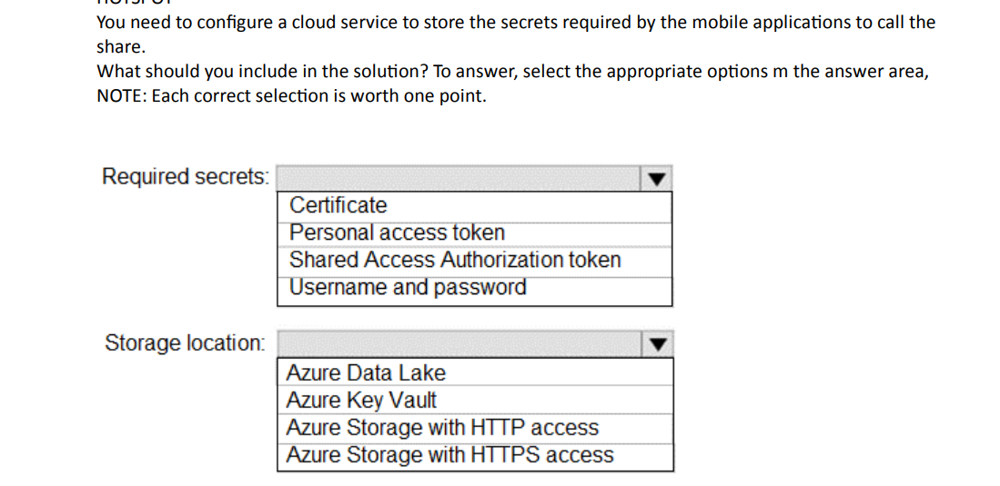 HOTSPOT
You need to configure a cloud service to store the secrets required by the mobile applications to call the
share.
What should you include in the solution? To answer, select the appropriate options m the answer area,
NOTE: Each correct selection is worth one point.
Required secrets:
Certificate
Personal access token
Shared Access Authorization token
Username and password
Storage location:
Azure Data Lake
Azure Key Vault
Azure Storage with HTTP access
Azure Storage with HTTPS access